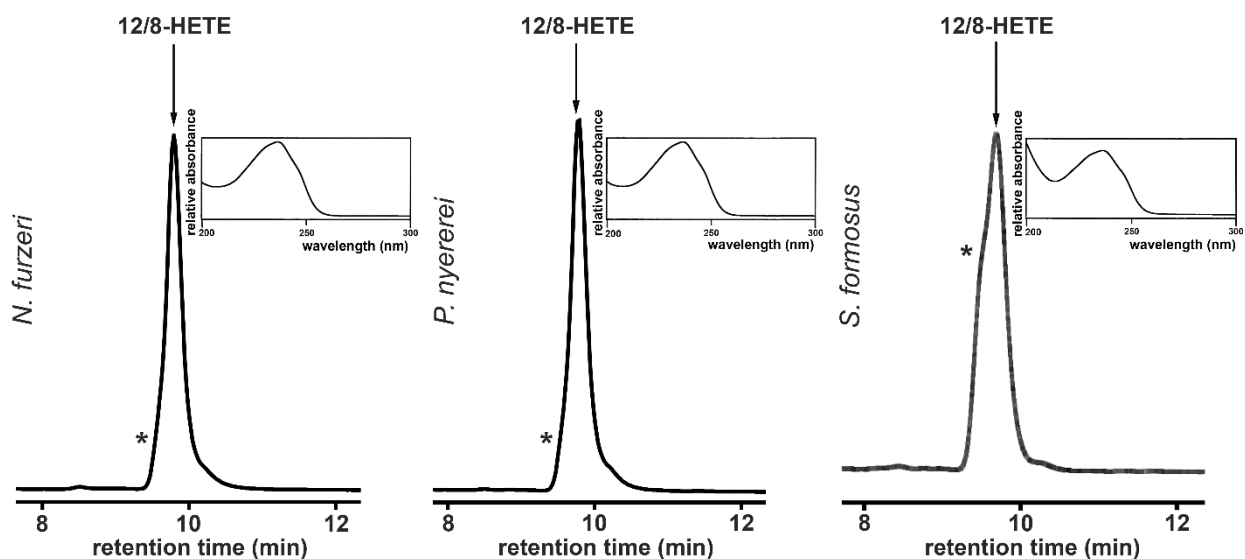 12/8-HETE
relative absorbance
200
250
300
wavelength (nm)
N. furzeri
*
8
10
12
retention time (min)
12/8-HETE
relative absorbance
200
250
300
wavelength (nm)
P. nyererei
*
8
10
12
retention time (min)
12/8-HETE
relative absorbance
200
250
300
wavelength (nm)
S. formosus
*
8
10
12
retention time (min)